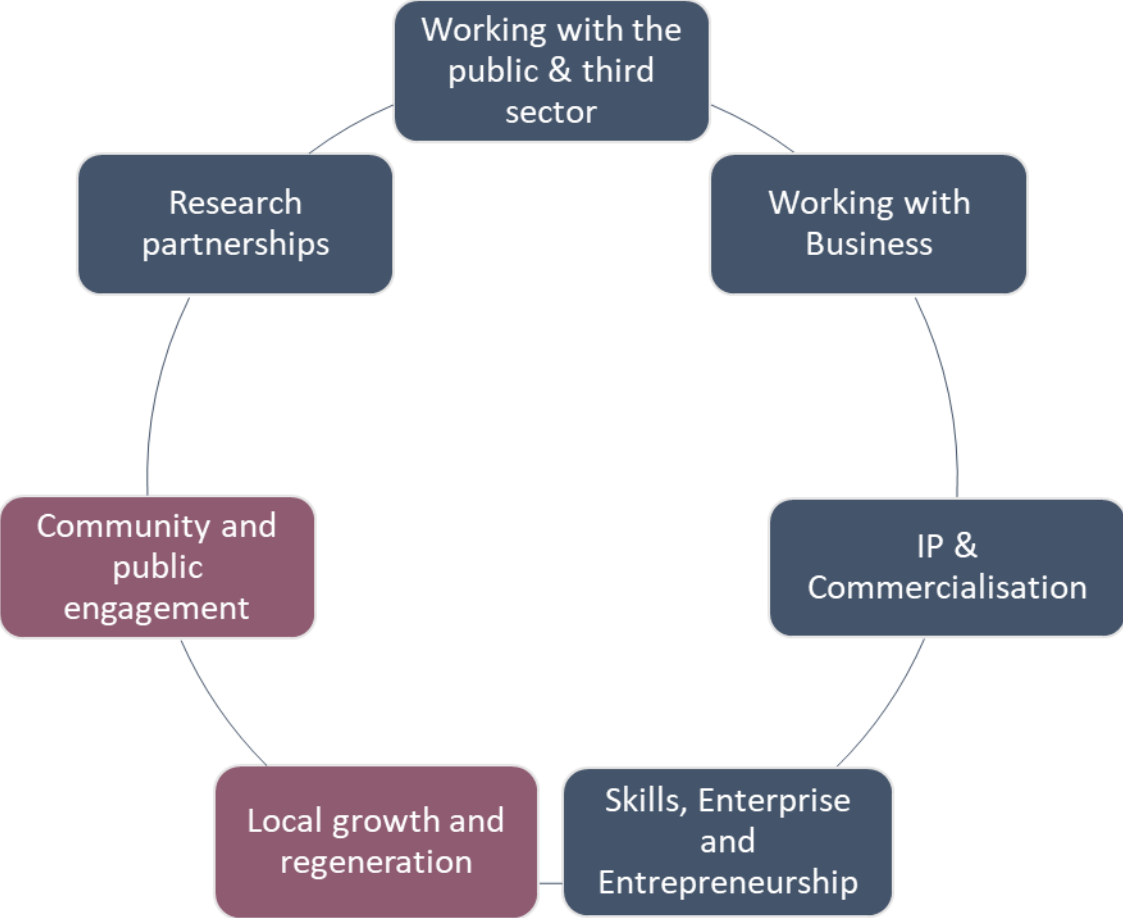 Working with the
public & third
sector
Research
partnerships
Working with
Business
Community and
public
engagement
IP &
Commercialisation
Local growth and
regeneration
Skills, Enterprise
and
Entrepreneurship